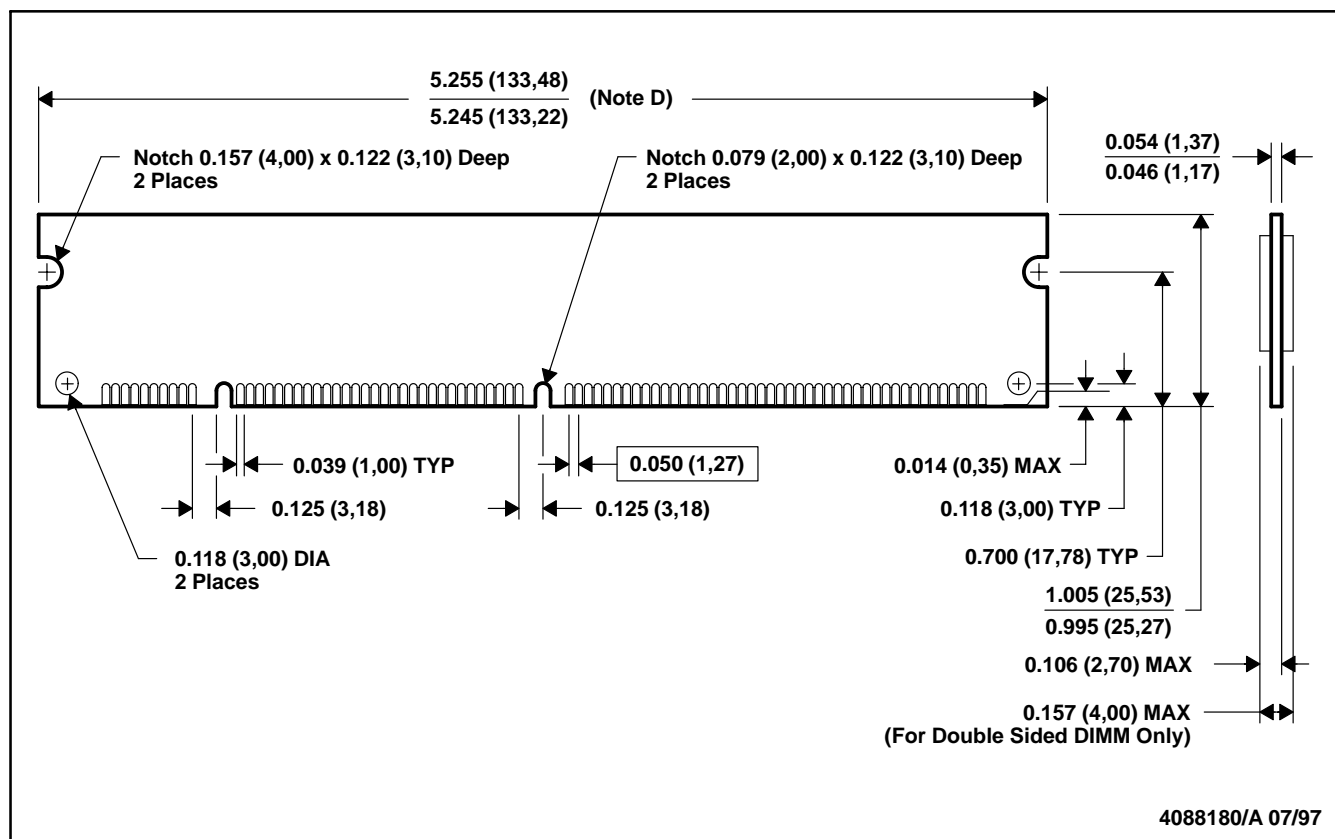 5.255 (133,48)
5.245 (133,22)
(Note D)
Notch 0.157 (4,00) x 0.122 (3,10) Deep
2 Places
Notch 0.079 (2,00) x 0.122 (3,10) Deep
2 Places
0.054 (1,37)
0.046 (1,17)
0.039 (1,00) TYP
0.050 (1,27)
0.014 (0,35) MAX
0.125 (3,18)
0.125 (3,18)
0.118 (3,00) TYP
0.118 (3,00) DIA
2 Places
0.700 (17,78) TYP
1.005 (25,53)
0.995 (25,27)
0.106 (2,70) MAX
0.157 (4,00) MAX
(For Double Sided DIMM Only)
4088180/A 07/97